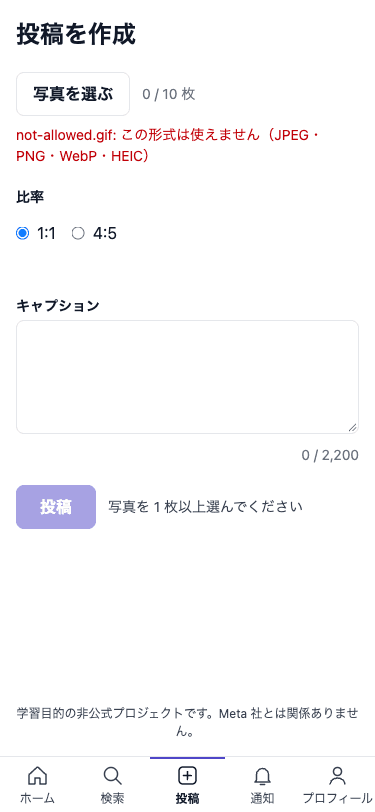 投稿を作成
写真を選ぶ 0 / 10 枚
not-allowed.gif: この形式は使えません（JPEG・
PNG・WebP・HEIC）
比率
1:1 4:5
キャプション
0 / 2,200
投稿 写真を 1 枚以上選んでください
学習目的の非公式プロジェクトです。Meta 社とは関係ありませ
ん。
ホーム 検索 投稿 通知 プロフィール